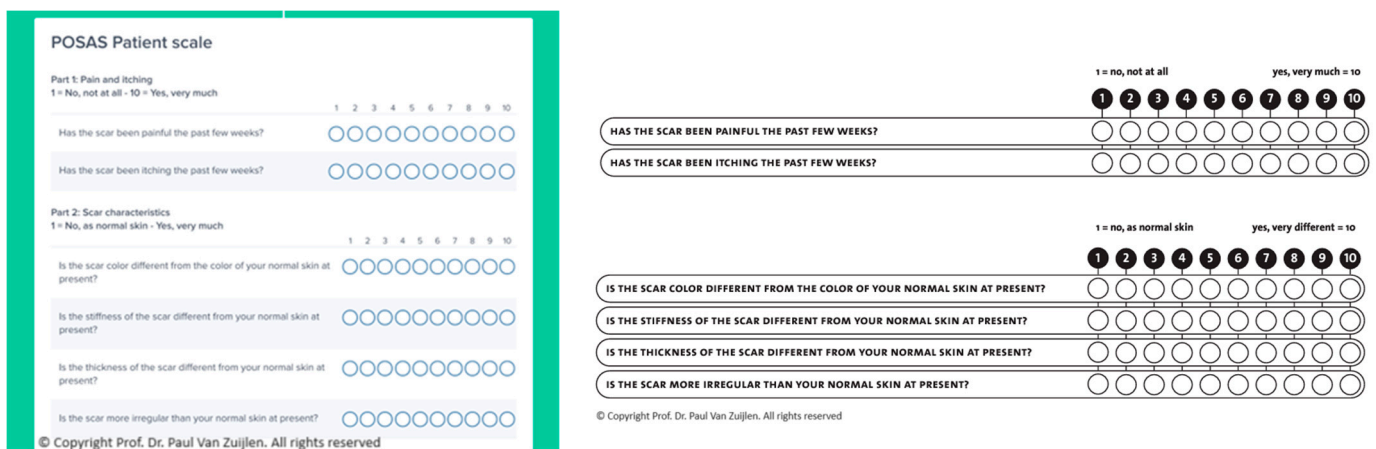 POSAS Patient scale
Part 1: Pain and itching
1 = No, not at all - 10 = Yes, very much
1 2 3 4 5 6 7 8 9 10
Has the scar been painful the past few weeks?
Has the scar been itching the past few weeks?
Part 2: Scar characteristics
1 = No, as normal skin - Yes, very much
1 2 3 4 5 6 7 8 9 10
Is the scar color different from the color of your normal skin at
present?
Is the stiffness of the scar different from your normal skin at
present?
Is the thickness of the scar different from your normal skin at
present?
Is the scar more irregular than your normal skin at present?
© Copyright Prof. Dr. Paul Van Zuijlen. All rights reserved
1 = no, not at all yes, very much = 10
1 2 3 4 5 6 7 8 9 10
HAS THE SCAR BEEN PAINFUL THE PAST FEW WEEKS?
HAS THE SCAR BEEN ITCHING THE PAST FEW WEEKS?
1 = no, as normal skin yes, very different = 10
1 2 3 4 5 6 7 8 9 10
IS THE SCAR COLOR DIFFERENT FROM THE COLOR OF YOUR NORMAL SKIN AT PRESENT?
IS THE STIFFNESS OF THE SCAR DIFFERENT FROM YOUR NORMAL SKIN AT PRESENT?
IS THE THICKNESS OF THE SCAR DIFFERENT FROM YOUR NORMAL SKIN AT PRESENT?
IS THE SCAR MORE IRREGULAR THAN YOUR NORMAL SKIN AT PRESENT?
© Copyright Prof. Dr. Paul Van Zuijlen. All rights reserved